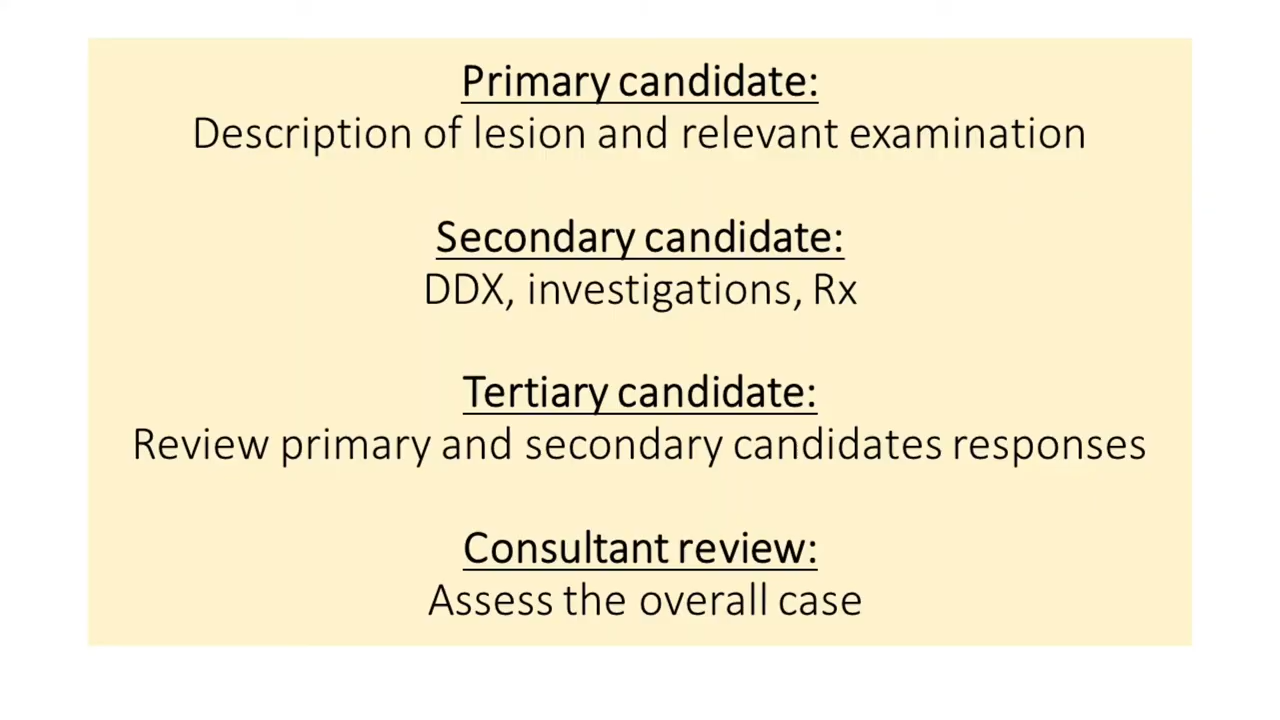 Primary candidate:
Description of lesion and relevant examination
Secondary candidate:
DDX, investigations, Rx
Tertiary candidate:
Review primary and secondary candidates responses
Consultant review:
Assess the overall case